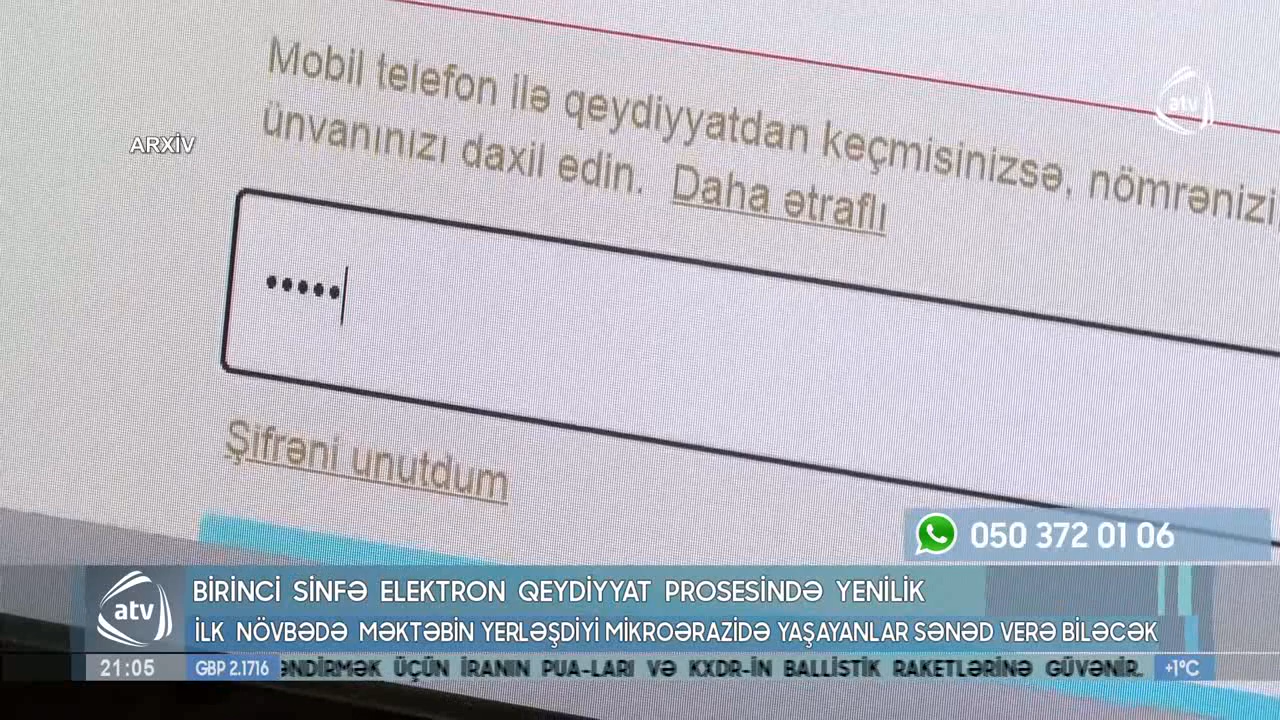 Mobil telefon ilə qeydiyyatdan keçmisinizsə, nömrənizi,
ünvanınızı daxil edin. Daha ətraflı
atv
ARXİV
•••••
Şifrəni unutdum
050 372 01 06
atv
BİRİNCİ SİNFƏ ELEKTRON QEYDİYYAT PROSESİNDƏ YENİLİK
İLK NÖVBƏDƏ MƏKTƏBİN YERLƏŞDİYİ MİKROƏRAZİDƏ YAŞAYANLAR SƏNƏD VERƏ BİLƏCƏK
21:05 GBP 2.1716 ƏNDİRMƏK ÜÇÜN İRANIN PUA-LARI VƏ KXDR-İN BALLİSTİK RAKETLƏRİNƏ GÜVƏNİR. +1°C